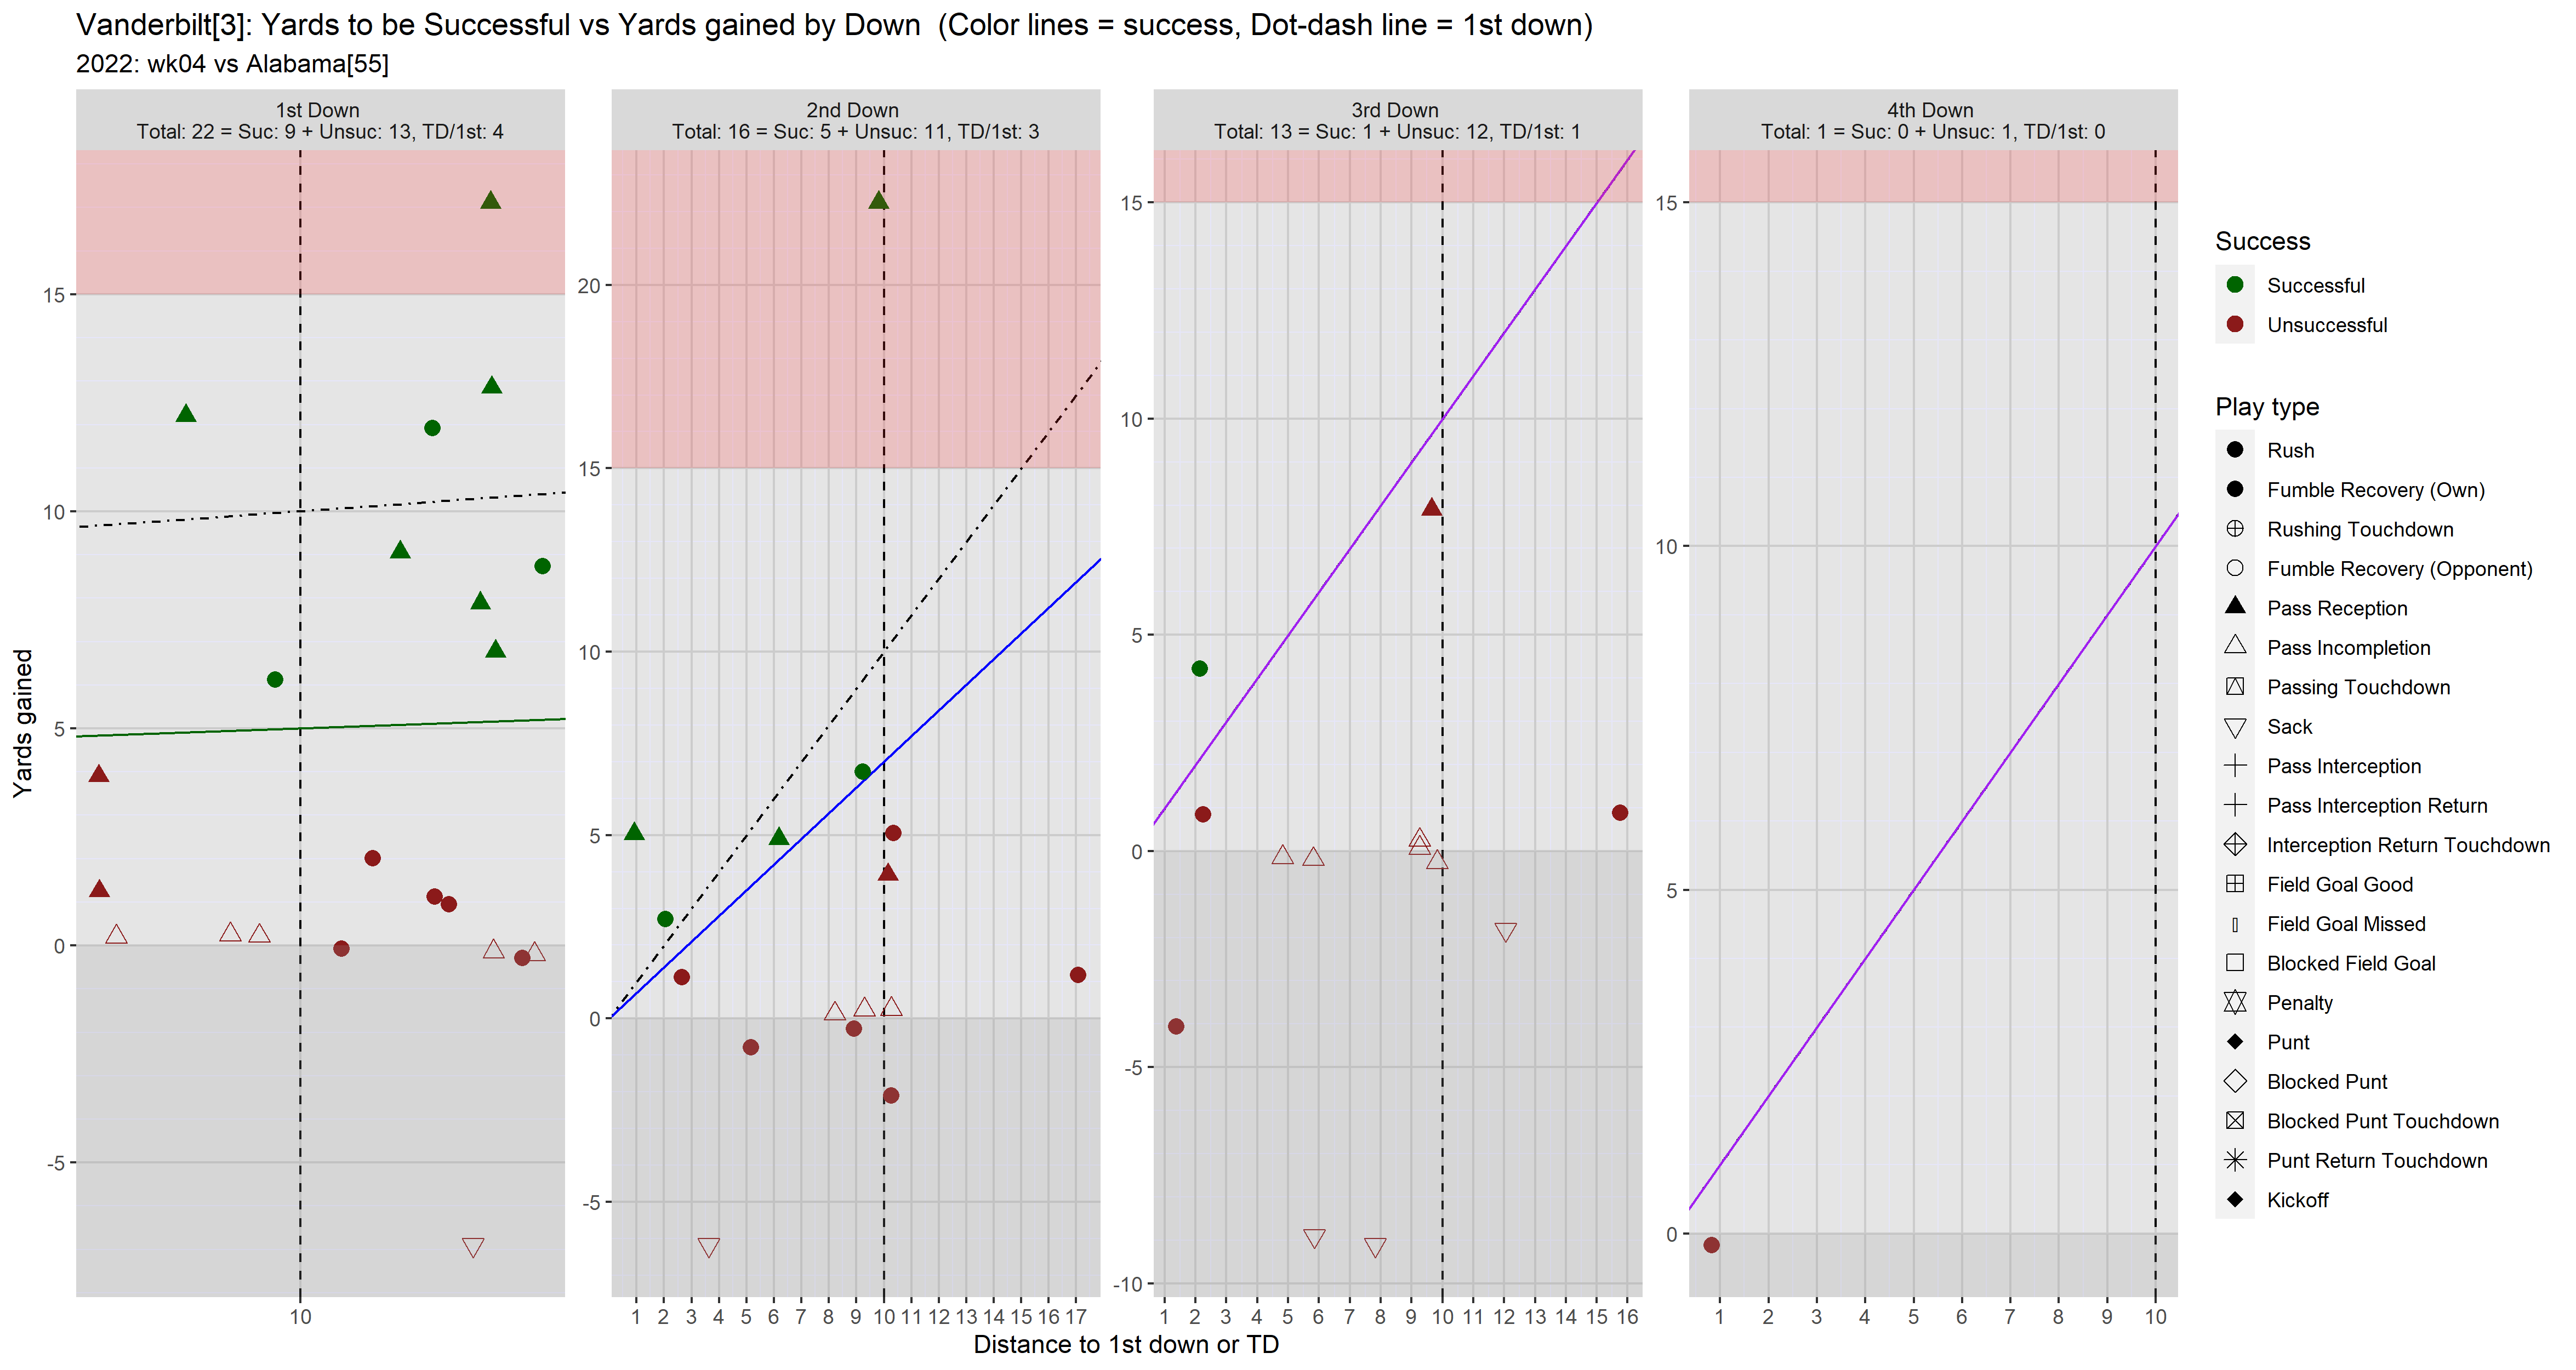 Vanderbilt[3]: Yards to be Successful vs Yards gained by Down  (Color lines = success, Dot-dash line = 1st down)
2022: wk04 vs Alabama[55]
1st Down
Total: 22 = Suc: 9 + Unsuc: 13, TD/1st: 4
2nd Down
Total: 16 = Suc: 5 + Unsuc: 11, TD/1st: 3
3rd Down
Total: 13 = Suc: 1 + Unsuc: 12, TD/1st: 1
4th Down
Total: 1 = Suc: 0 + Unsuc: 1, TD/1st: 0
Yards gained
15
10
5
0
-5
10
20
15
10
5
0
-5
1 2 3 4 5 6 7 8 9 10 11 12 13 14 15 16 17
15
10
5
0
-5
-10
1 2 3 4 5 6 7 8 9 10 11 12 13 14 15 16
15
10
5
0
1 2 3 4 5 6 7 8 9 10
Distance to 1st down or TD
Success
Successful
Unsuccessful
Play type
Rush
Fumble Recovery (Own)
Rushing Touchdown
Fumble Recovery (Opponent)
Pass Reception
Pass Incompletion
Passing Touchdown
Sack
Pass Interception
Pass Interception Return
Interception Return Touchdown
Field Goal Good
Field Goal Missed
Blocked Field Goal
Penalty
Punt
Blocked Punt
Blocked Punt Touchdown
Punt Return Touchdown
Kickoff